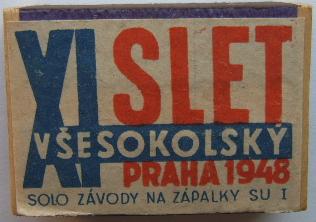 XI SLET
VŠESOKOLSKÝ
PRAHA 1948
SOLO ZÁVODY NA ZÁPALKY SU I